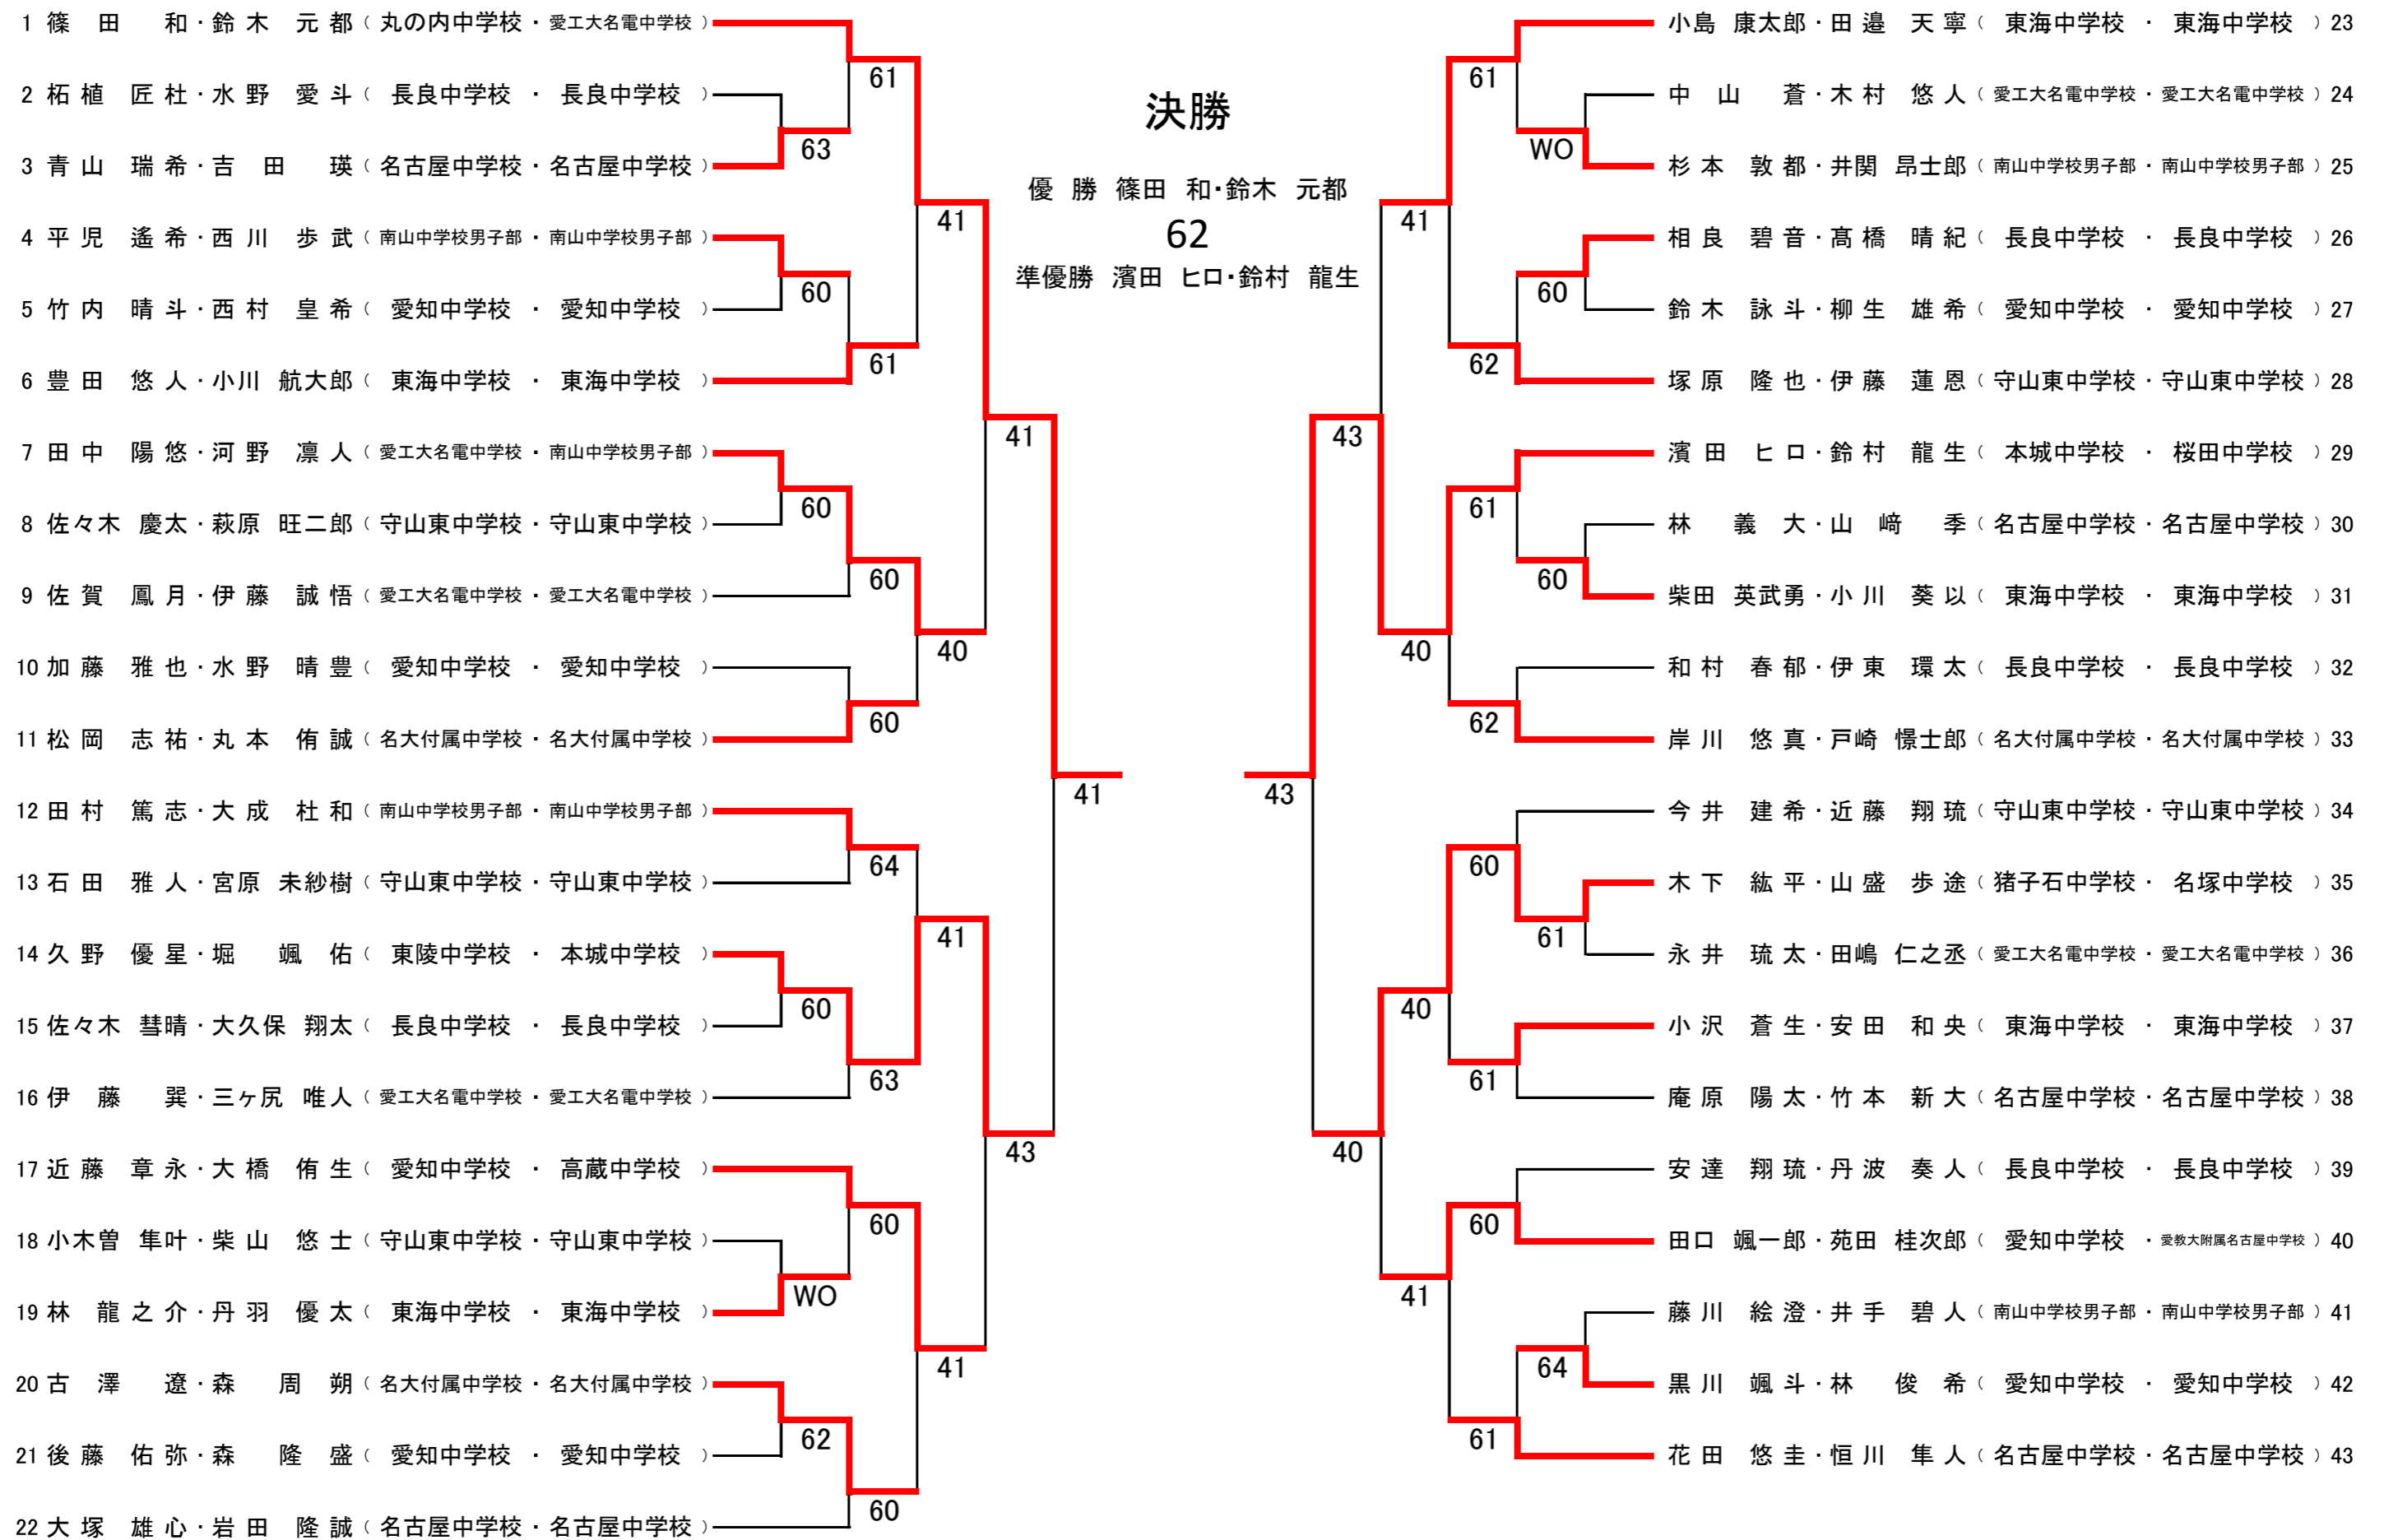 1 篠田 和・鈴木 元都（丸の内中学校・愛工大名電中学校）
2 柘植 匠杜・水野 愛斗（長良中学校・長良中学校）
3 青山 瑞希・吉田 瑛（名古屋中学校・名古屋中学校）
4 平児 遙希・西川 歩武（南山中学校男子部・南山中学校男子部）
5 竹内 晴斗・西村 皇希（愛知中学校・愛知中学校）
6 豊田 悠人・小川 航大郎（東海中学校・東海中学校）
7 田中 陽悠・河野 凛人（愛工大名電中学校・南山中学校男子部）
8 佐々木 慶太・萩原 旺二郎（守山東中学校・守山東中学校）
9 佐賀 鳳月・伊藤 誠悟（愛工大名電中学校・愛工大名電中学校）
10 加藤 雅也・水野 晴豊（愛知中学校・愛知中学校）
11 松岡 志祐・丸本 侑誠（名大付属中学校・名大付属中学校）
12 田村 篤志・大成 杜和（南山中学校男子部・南山中学校男子部）
13 石田 雅人・宮原 未紗樹（守山東中学校・守山東中学校）
14 久野 優星・堀 颯佑（東陵中学校・本城中学校）
15 佐々木 彗晴・大久保 翔太（長良中学校・長良中学校）
16 伊藤 巽・三ヶ尻 唯人（愛工大名電中学校・愛工大名電中学校）
17 近藤 章永・大橋 侑生（愛知中学校・高蔵中学校）
18 小木曽 隼叶・柴山 悠士（守山東中学校・守山東中学校）
19 林 龍之介・丹羽 優太（東海中学校・東海中学校）
20 古澤 遼・森 周朔（名大付属中学校・名大付属中学校）
21 後藤 佑弥・森 隆盛（愛知中学校・愛知中学校）
22 大塚 雄心・岩田 隆誠（名古屋中学校・名古屋中学校）
63
60
60
60
WO
62
61
61
60
60
64
63
60
60
41
40
41
41
41
43
41
決勝
優 勝 篠田 和・鈴木 元都
62
準優勝 濱田 ヒロ・鈴村 龍生
43
43
40
41
40
40
41
61
62
61
62
60
61
60
61
WO
60
60
61
64
小島 康太郎・田邉 天寧（東海中学校・東海中学校）23
中山 蒼・木村 悠人（愛工大名電中学校・愛工大名電中学校）24
杉本 敦都・井関 昂士郎（南山中学校男子部・南山中学校男子部）25
相良 碧音・髙橋 晴紀（長良中学校・長良中学校）26
鈴木 詠斗・柳生 雄希（愛知中学校・愛知中学校）27
塚原 隆也・伊藤 蓮恩（守山東中学校・守山東中学校）28
濱田 ヒロ・鈴村 龍生（本城中学校・桜田中学校）29
林 義大・山﨑 季（名古屋中学校・名古屋中学校）30
柴田 英武勇・小川 葵以（東海中学校・東海中学校）31
和村 春郁・伊東 環太（長良中学校・長良中学校）32
岸川 悠真・戸崎 憬士郎（名大付属中学校・名大付属中学校）33
今井 建希・近藤 翔琉（守山東中学校・守山東中学校）34
木下 紘平・山盛 歩途（猪子石中学校・名塚中学校）35
永井 琉太・田嶋 仁之丞（愛工大名電中学校・愛工大名電中学校）36
小沢 蒼生・安田 和央（東海中学校・東海中学校）37
庵原 陽太・竹本 新大（名古屋中学校・名古屋中学校）38
安達 翔琉・丹波 奏人（長良中学校・長良中学校）39
田口 颯一郎・苑田 桂次郎（愛知中学校・愛教大附属名古屋中学校）40
藤川 絵澄・井手 碧人（南山中学校男子部・南山中学校男子部）41
黒川 颯斗・林 俊希（愛知中学校・愛知中学校）42
花田 悠圭・恒川 隼人（名古屋中学校・名古屋中学校）43